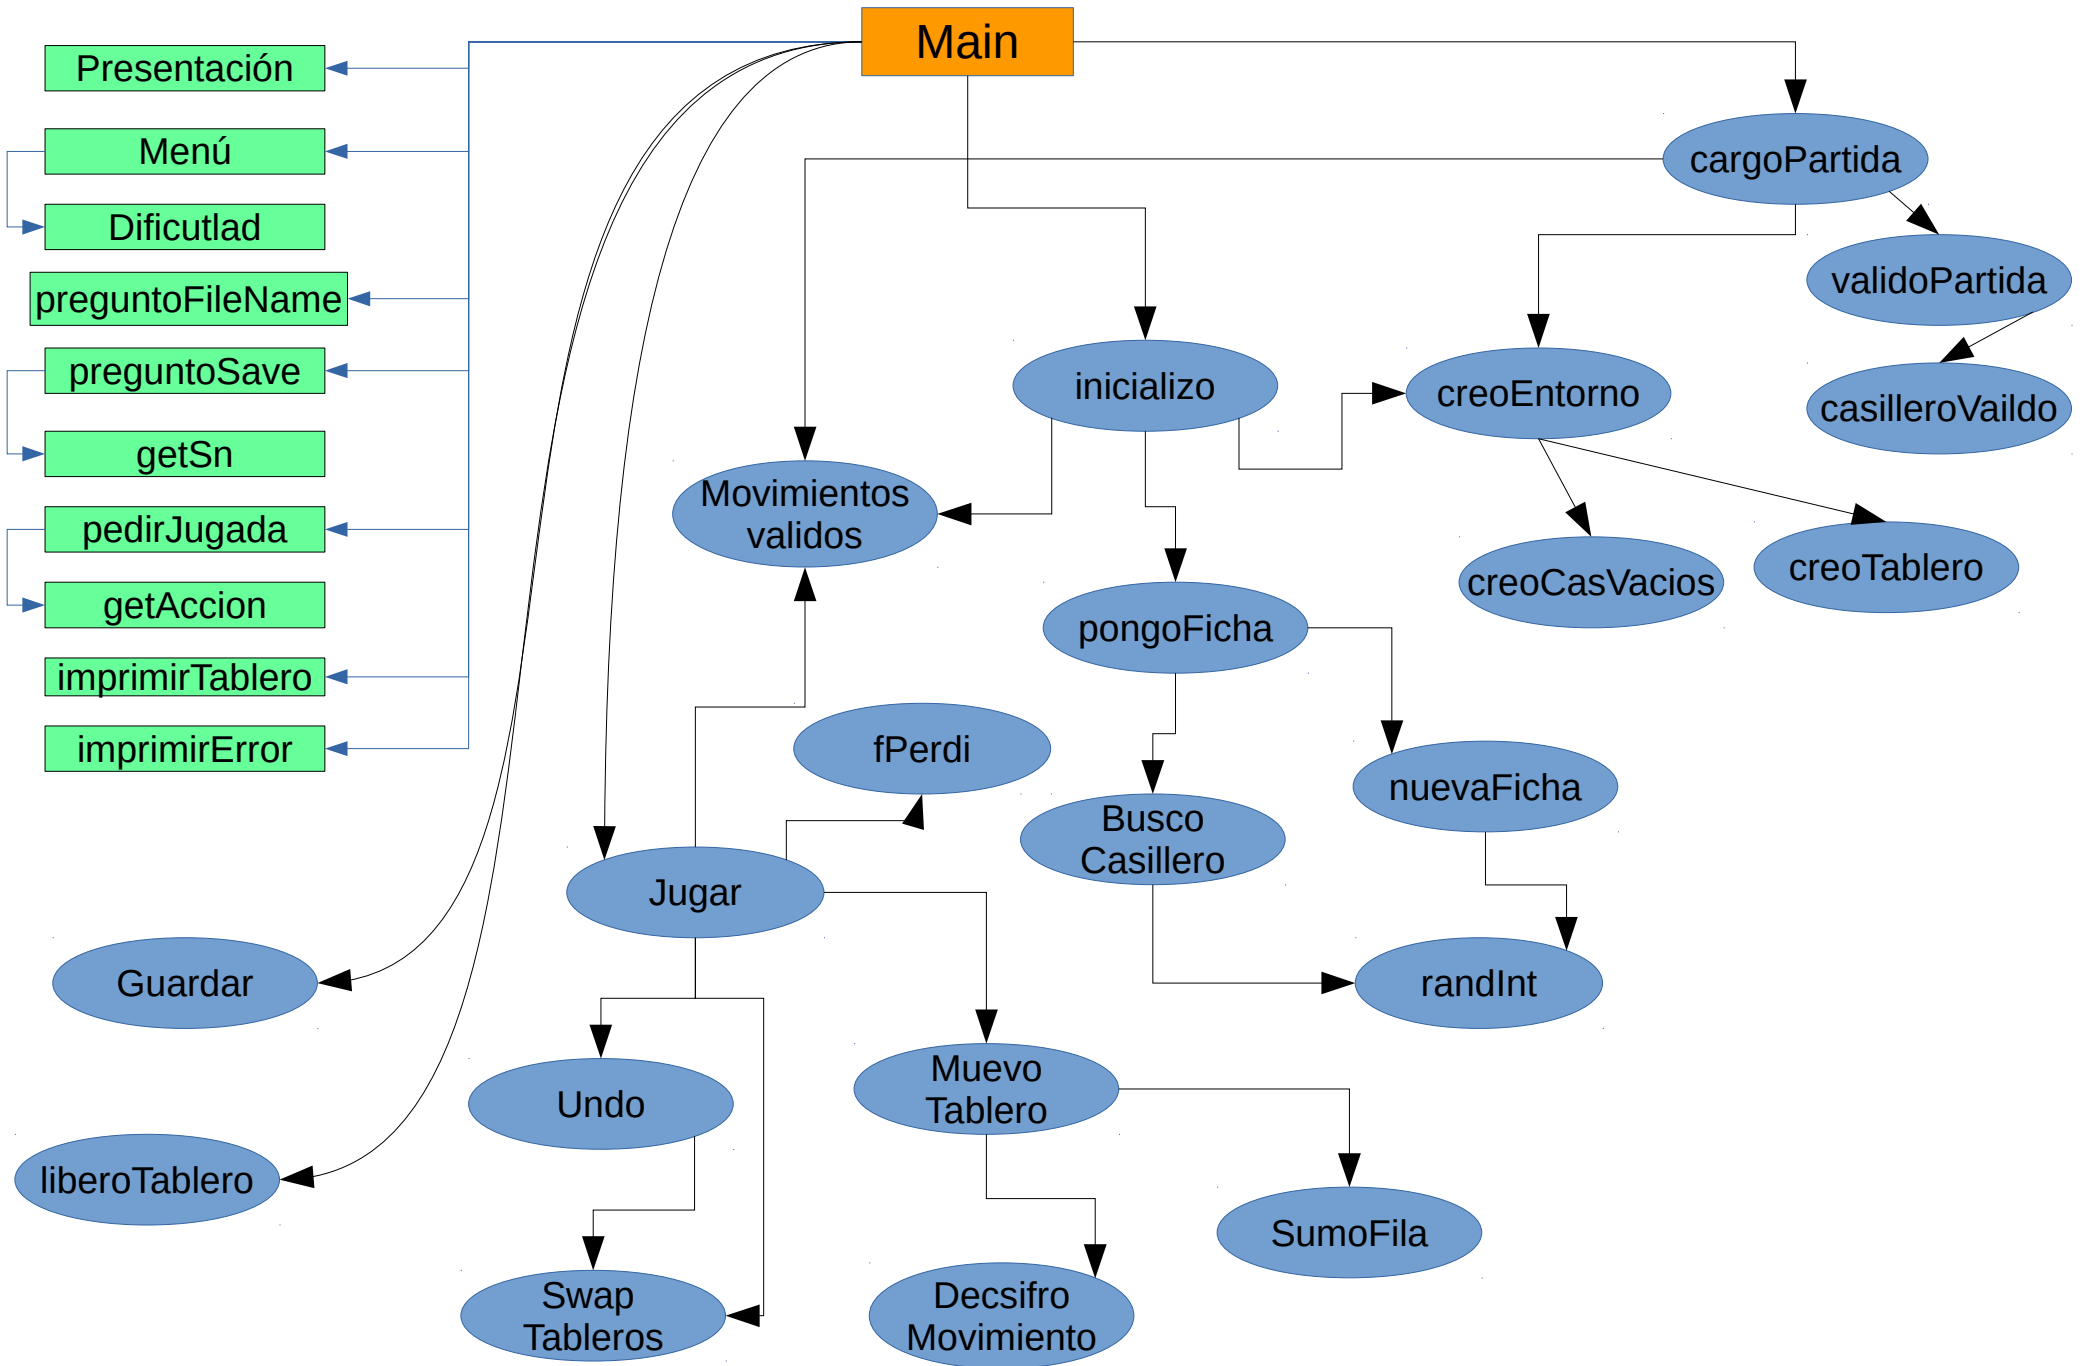 Main
Presentación
Menú
Dificutlad
preguntoFileName
preguntoSave
getSn
pedirJugada
getAccion
imprimirTablero
imprimirError
cargoPartida
validoPartida
casilleroVaildo
inicializo
creoEntorno
Movimientos
validos
creoCasVacios
creoTablero
pongoFicha
fPerdi
nuevaFicha
Busco
Casillero
Jugar
Guardar
randInt
Undo
Muevo
Tablero
liberoTablero
SumoFila
Swap
Tableros
Decsifro
Movimiento